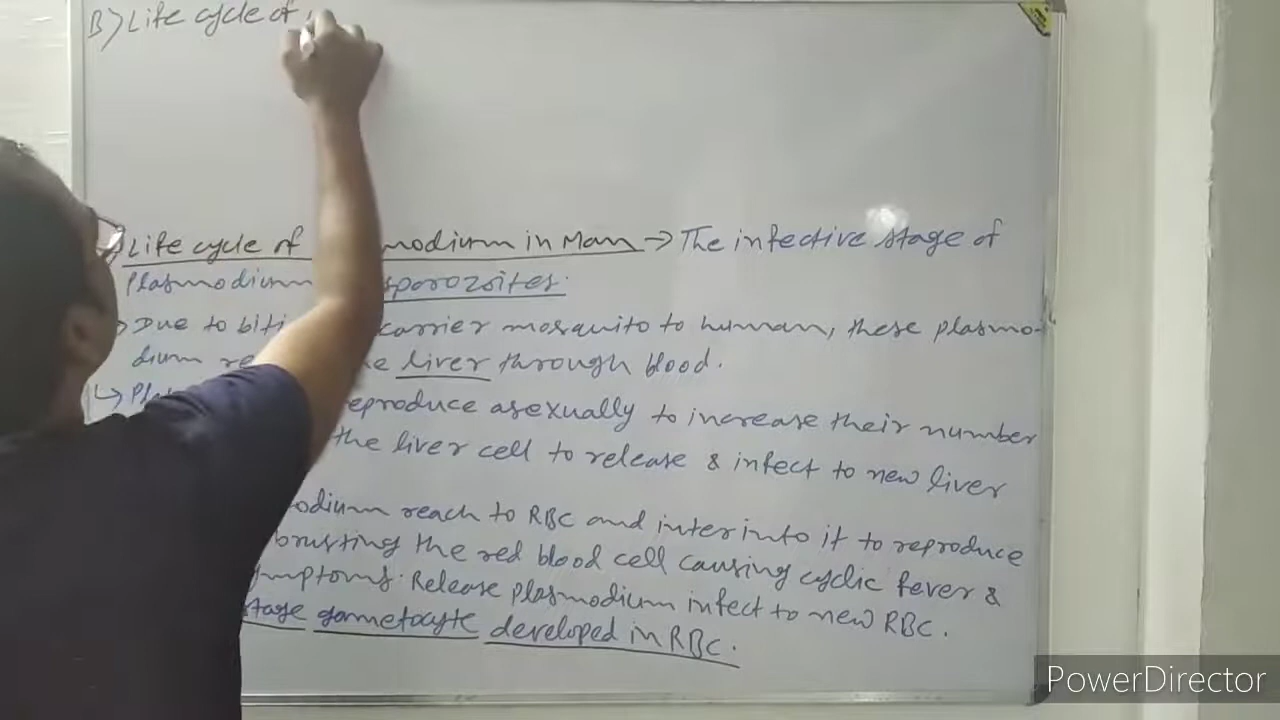 B) Life cycle of
Life cycle of modium in Man → The infective stage of
Plasmodium sporozoites.
Due to biti carrier mosquito to human, these plasmo-
dium re e liver through blood.
↳ Pla eproduce asexually to increase their number
the liver cell to release & infect to new liver
odium reach to RBC and inter into it to reproduce
brusting the red blood cell causing cyclic fever &
mptoms. Release plasmodium infect to new RBC.
stage gametocyte developed in RBC.
PowerDirector